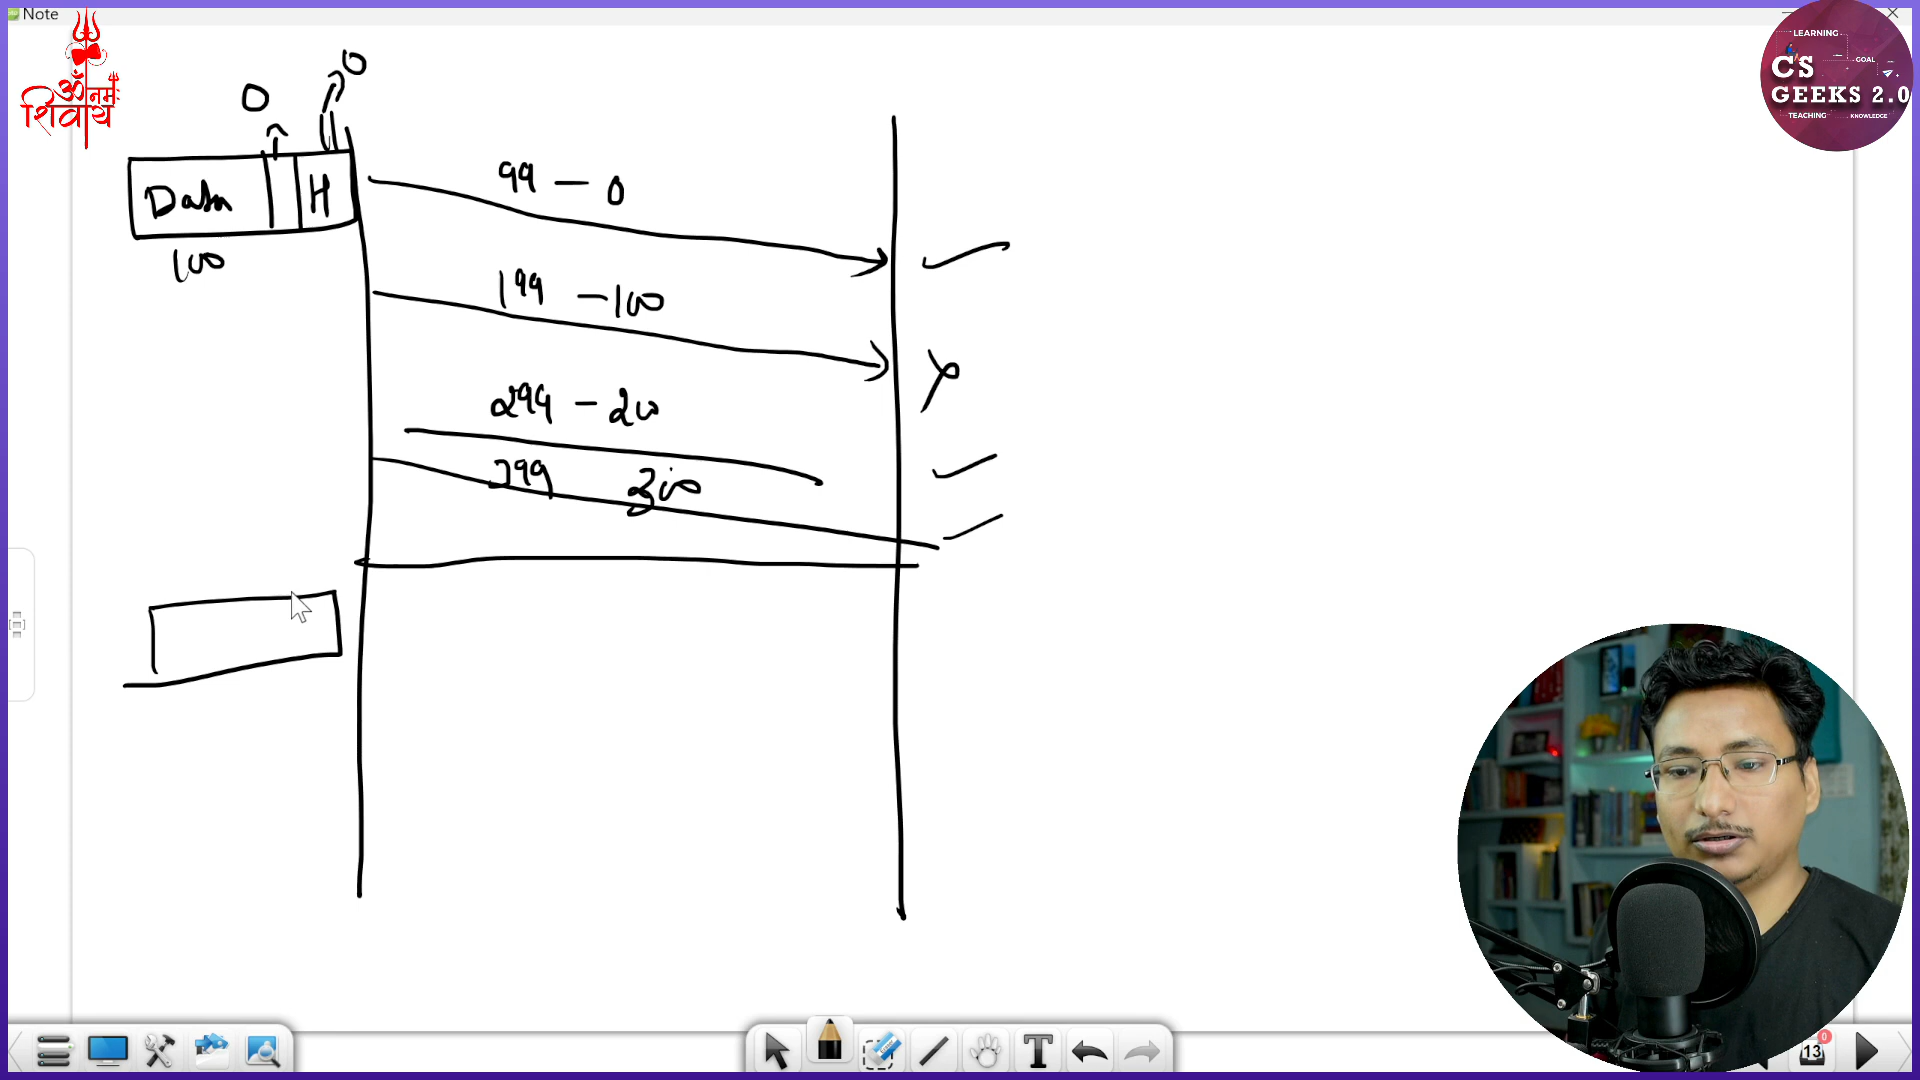 Note
ॐ नमः
शिवाय
LEARNING
GOAL
CS
GEEKS 2.0
TEACHING
KNOWLEDGE
0
0
Data
H
100
99 - 0
199 - 100
299 - 200
399 300
T
13
0